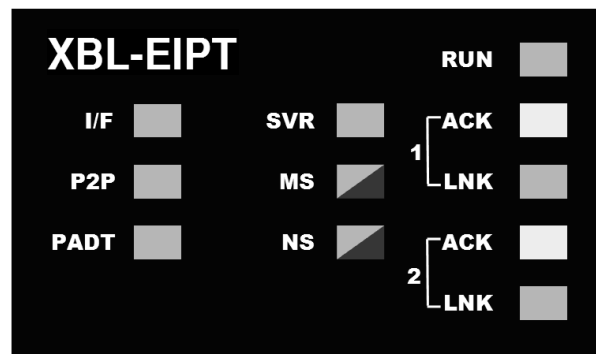 XBL-EIPT
RUN
I/F
SVR
ACK
P2P
MS
1
LNK
PADT
NS
ACK
2
LNK